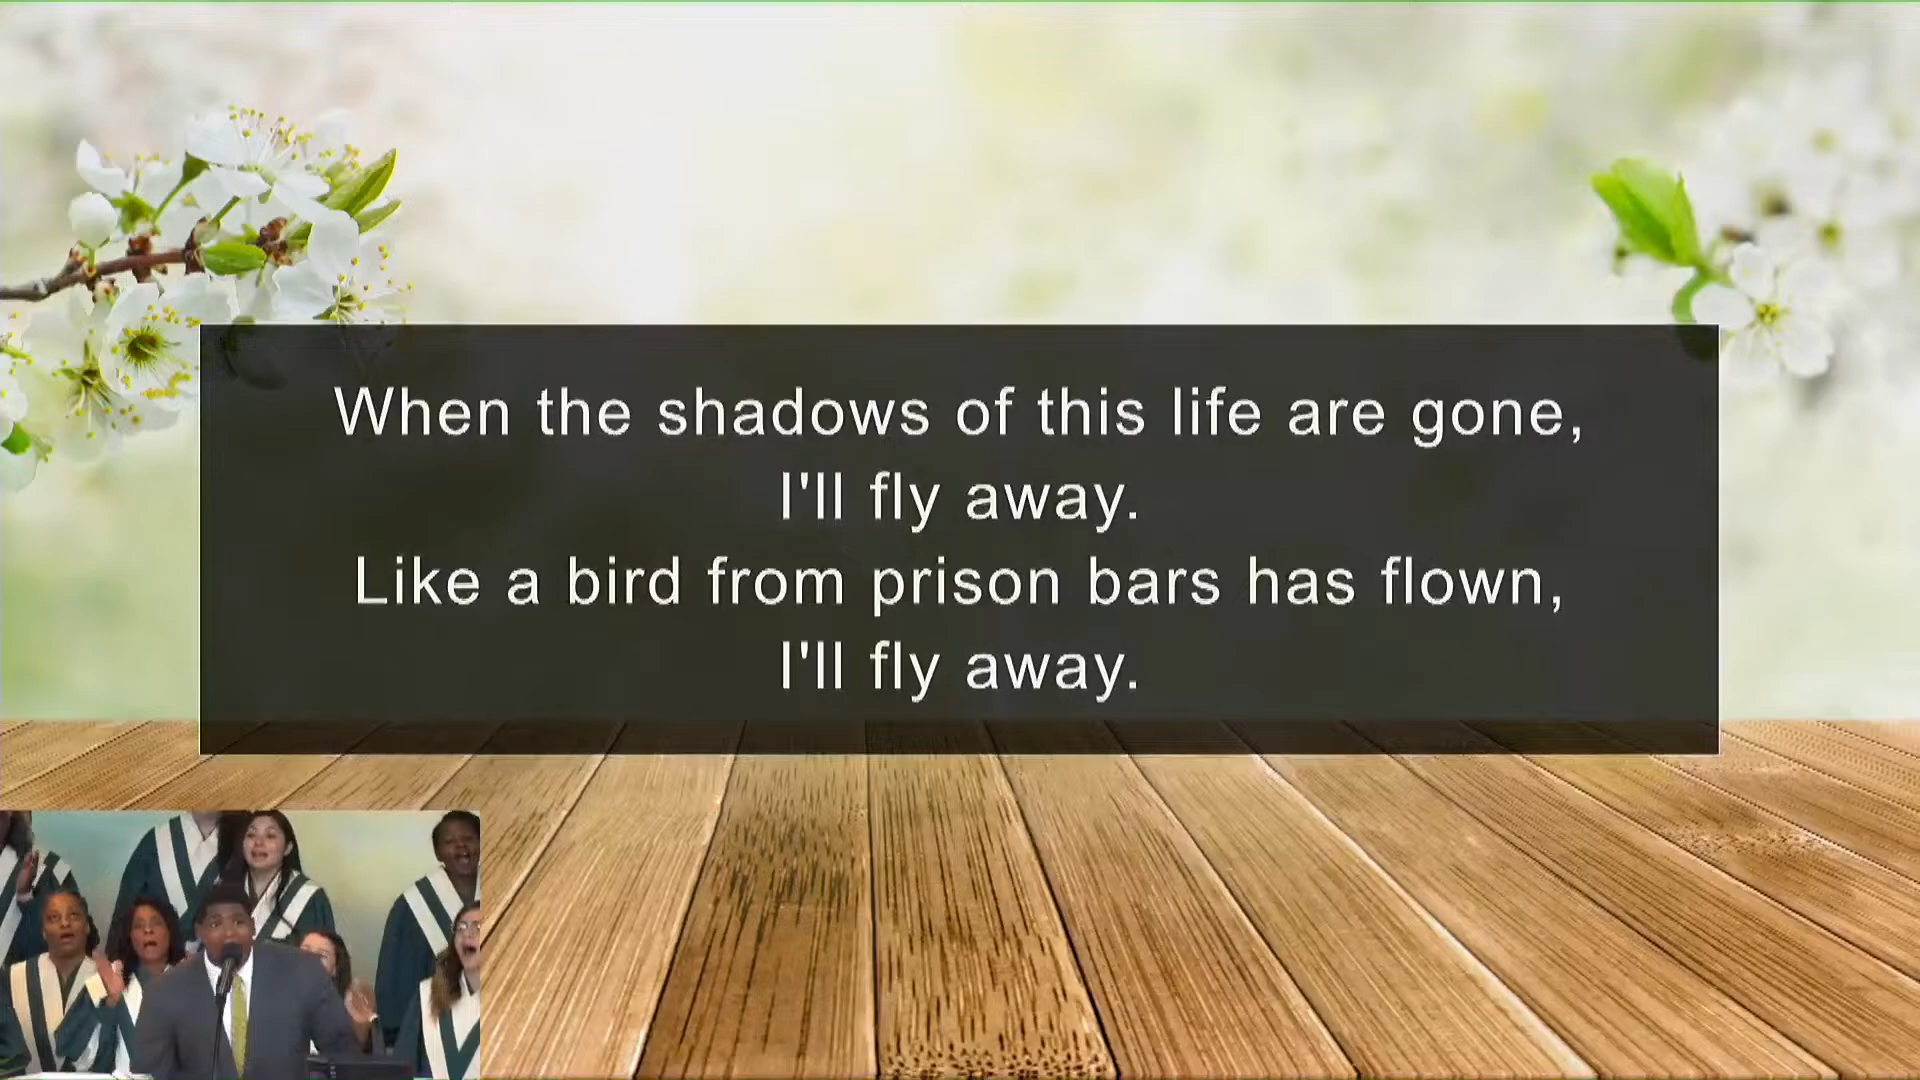 When the shadows of this life are gone,
I'll fly away.
Like a bird from prison bars has flown,
I'll fly away.